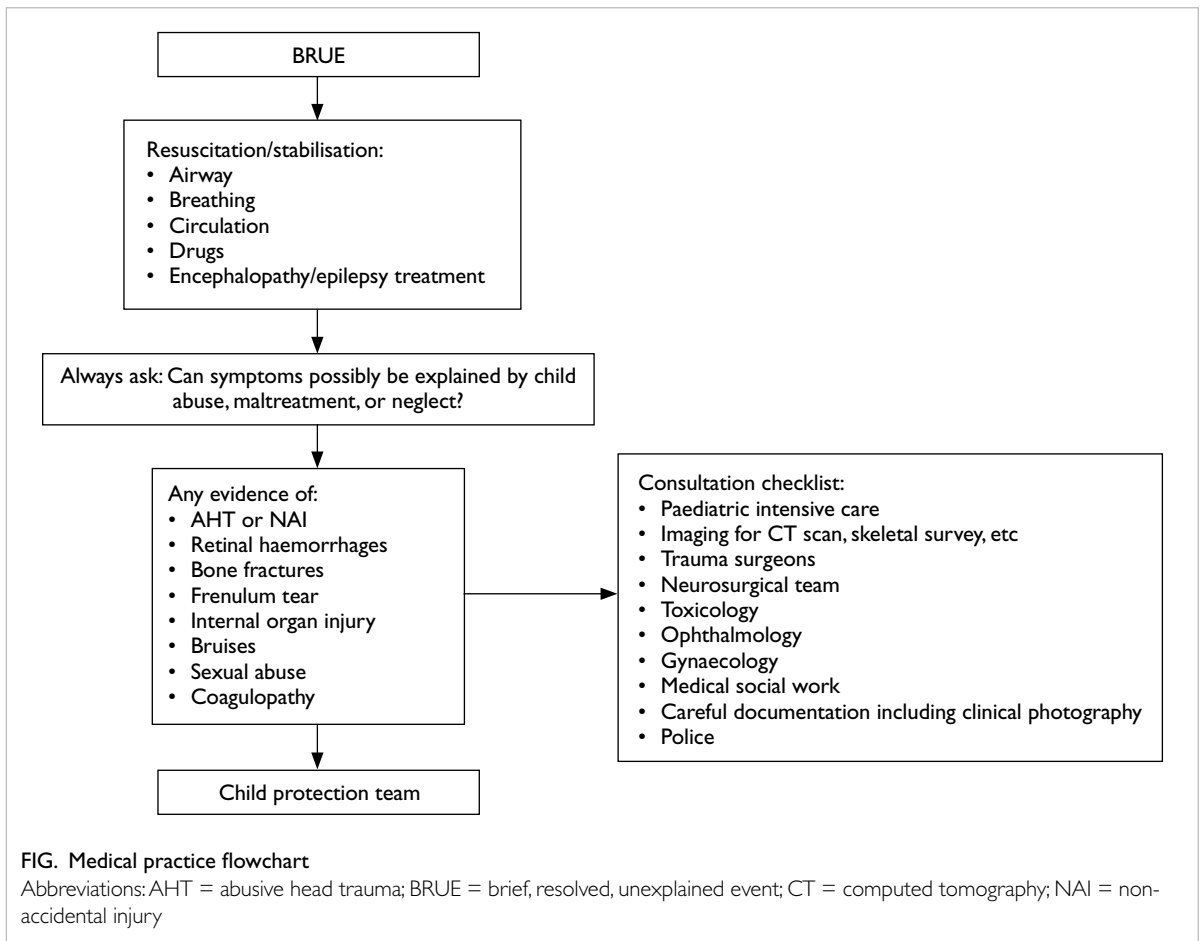 BRUE
Resuscitation/stabilisation:
• Airway
• Breathing
• Circulation
• Drugs
• Encephalopathy/epilepsy treatment
Always ask: Can symptoms possibly be explained by child
abuse, maltreatment, or neglect?
Any evidence of:
• AHT or NAI
• Retinal haemorrhages
• Bone fractures
• Frenulum tear
• Internal organ injury
• Bruises
• Sexual abuse
• Coagulopathy
Consultation checklist:
• Paediatric intensive care
• Imaging for CT scan, skeletal survey, etc
• Trauma surgeons
• Neurosurgical team
• Toxicology
• Ophthalmology
• Gynaecology
• Medical social work
• Careful documentation including clinical photography
• Police
Child protection team
FIG. Medical practice flowchart
Abbreviations: AHT = abusive head trauma; BRUE = brief, resolved, unexplained event; CT = computed tomography; NAI = non-
accidental injury